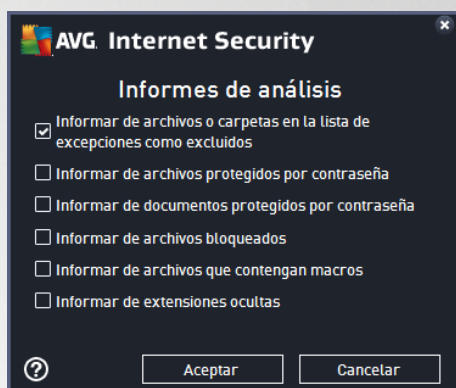 AVG. Internet Security
Informes de análisis
Informar de archivos o carpetas en la lista de
excepciones como excluidos
Informar de archivos protegidos por contraseña
Informar de documentos protegidos por contraseña
Informar de archivos bloqueados
Informar de archivos que contengan macros
Informar de extensiones ocultas
?
Aceptar
Cancelar